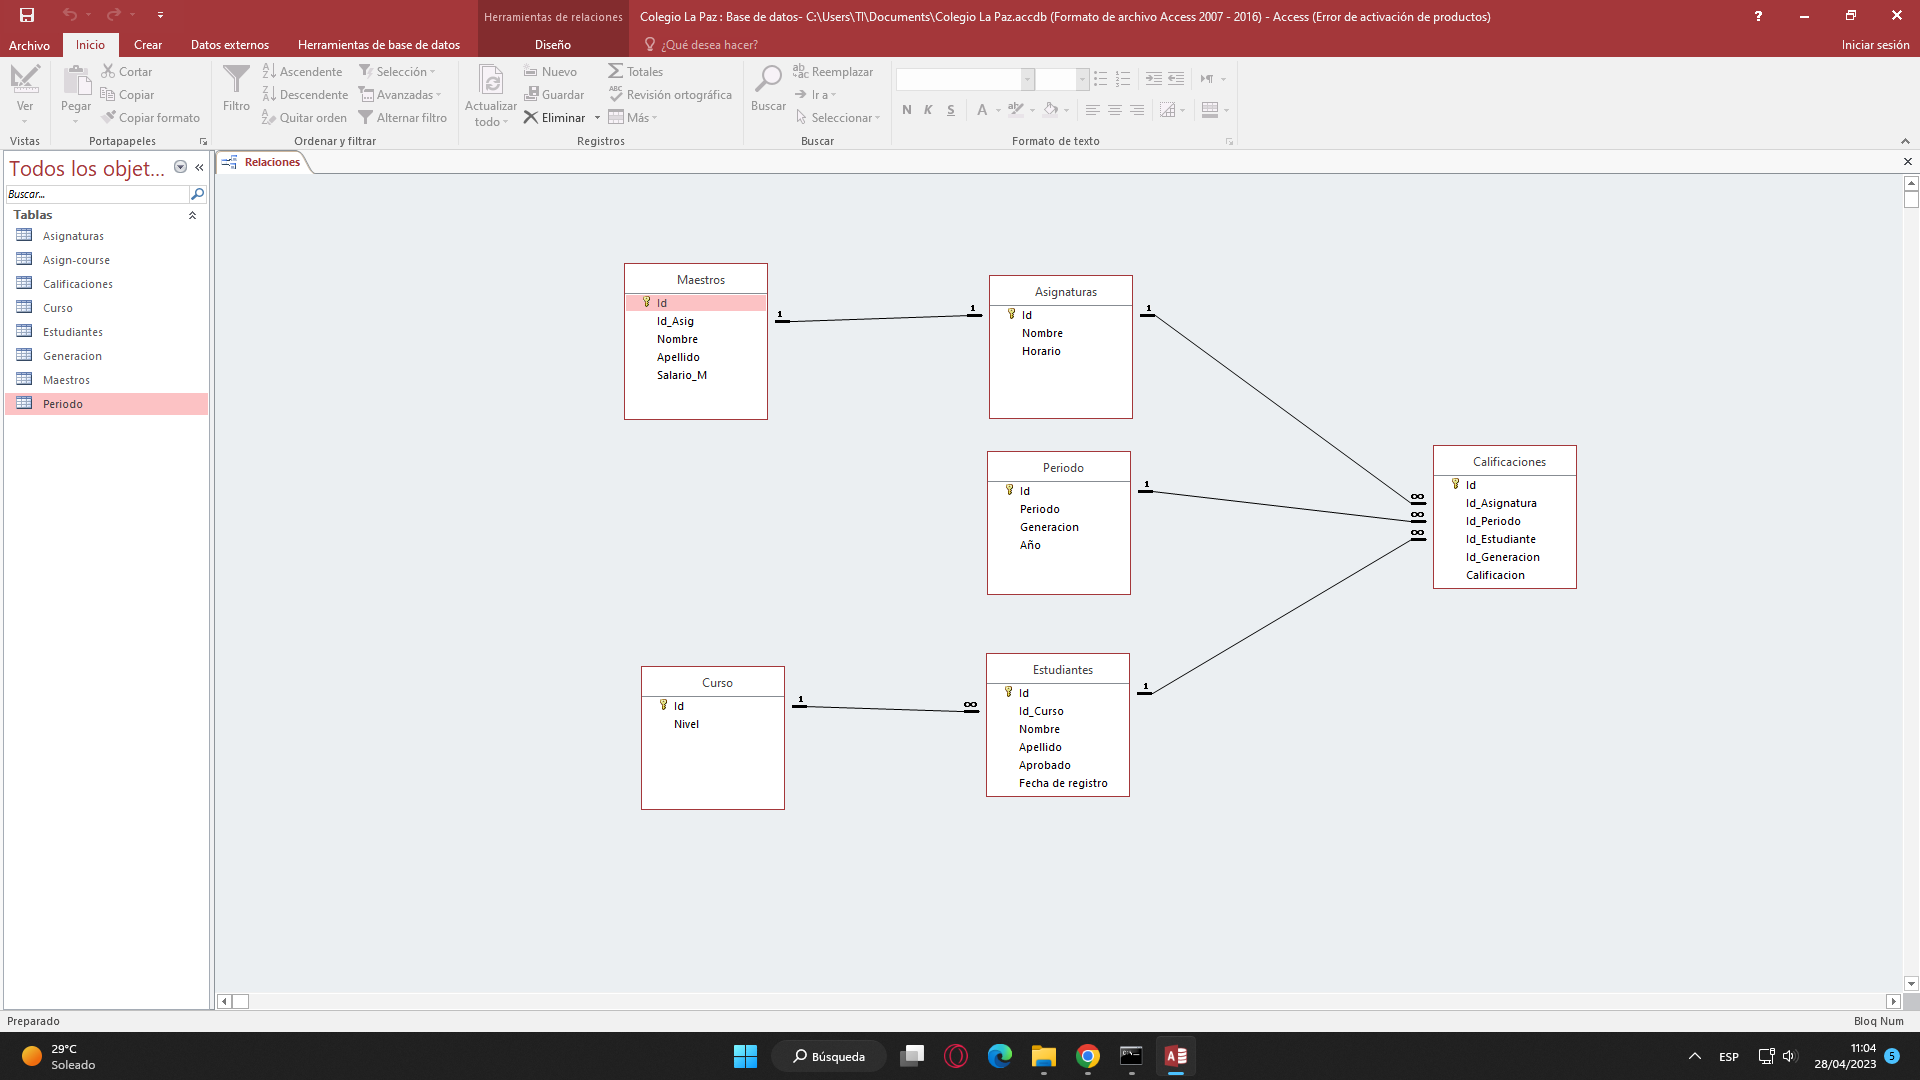 Herramientas de relaciones
Colegio La Paz : Base de datos- C:\Users\TI\Documents\Colegio La Paz.accdb (Formato de archivo Access 2007 - 2016) - Access (Error de activación de productos)
?
Archivo
Inicio
Crear
Datos externos
Herramientas de base de datos
Diseño
¿Qué desea hacer?
Iniciar sesión
Ver
Vistas
Pegar
Cortar
Copiar
Copiar formato
Portapapeles
Filtro
Ascendente
Descendente
Quitar orden
Selección
Avanzadas
Alternar filtro
Ordenar y filtrar
Actualizar
todo
Nuevo
Guardar
Eliminar
Totales
Revisión ortográfica
Más
Registros
Buscar
Reemplazar
Ir a
Seleccionar
Buscar
N K S A
Formato de texto
Todos los objet...
Buscar...
Tablas
Asignaturas
Asign-course
Calificaciones
Curso
Estudiantes
Generacion
Maestros
Periodo
Relaciones
Maestros
Id
Id_Asig
Nombre
Apellido
Salario_M
1
1
Asignaturas
Id
Nombre
Horario
1
Periodo
Id
Periodo
Generacion
Año
1
Calificaciones
Id
Id_Asignatura
Id_Periodo
Id_Estudiante
Id_Generacion
Calificacion
∞
∞
∞
Curso
Id
Nivel
1
∞
Estudiantes
Id
Id_Curso
Nombre
Apellido
Aprobado
Fecha de registro
1
Preparado
Bloq Num
29°C
Soleado
Búsqueda
ESP
11:04
28/04/2023
5